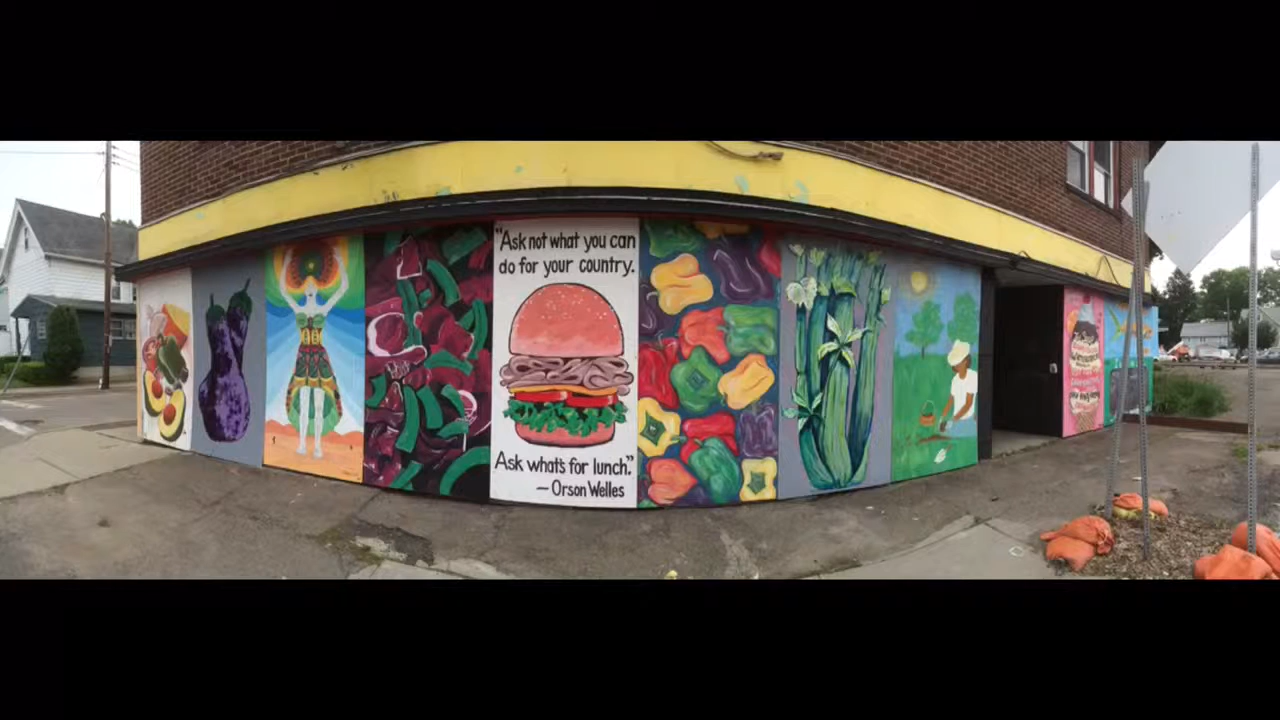 "Ask not what you can
do for your country.
Ask what's for lunch."
— Orson Welles